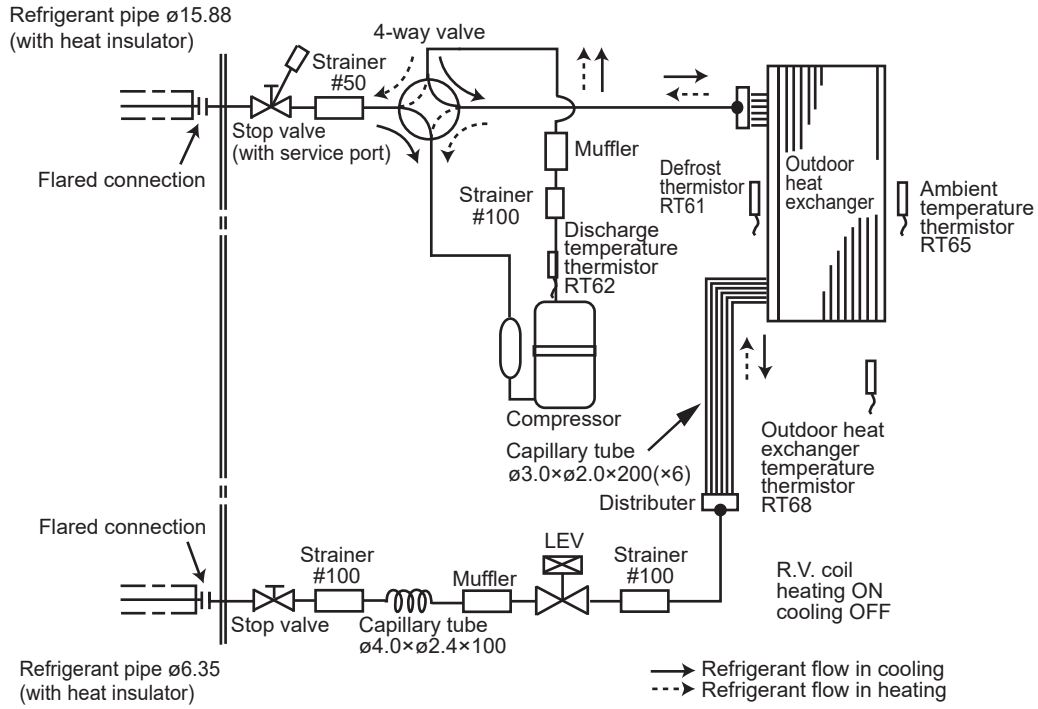 Refrigerant pipe ø15.88
(with heat insulator)
4-way valve
Strainer
#50
Stop valve
(with service port)
Flared connection
Muffler
Strainer
#100
Discharge
temperature
thermistor
RT62
Defrost
thermistor
RT61
Outdoor
heat
exchanger
Ambient
temperature
thermistor
RT65
Compressor
Capillary tube
ø3.0×ø2.0×200(×6)
Distributer
Outdoor heat
exchanger
temperature
thermistor
RT68
Flared connection
Strainer
#100
Muffler
LEV
Strainer
#100
Stop valve
Capillary tube
ø4.0×ø2.4×100
R.V. coil
heating ON
cooling OFF
Refrigerant pipe ø6.35
(with heat insulator)
Refrigerant flow in cooling
Refrigerant flow in heating